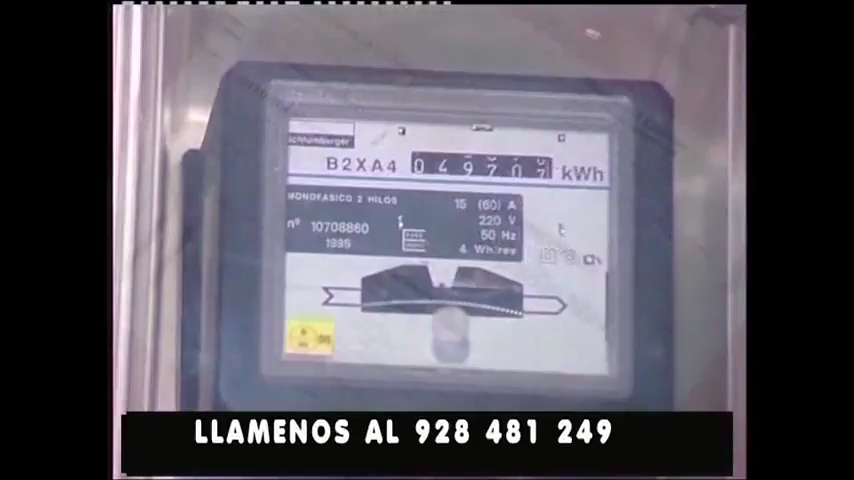 Schlumberger
B2XA4 049707 kWh
MONOFASICO 2 HILOS
15 (60) A
220 V
nº 10708860
50 Hz
1995
4 Wh/rev
LLAMENOS AL 928 481 249